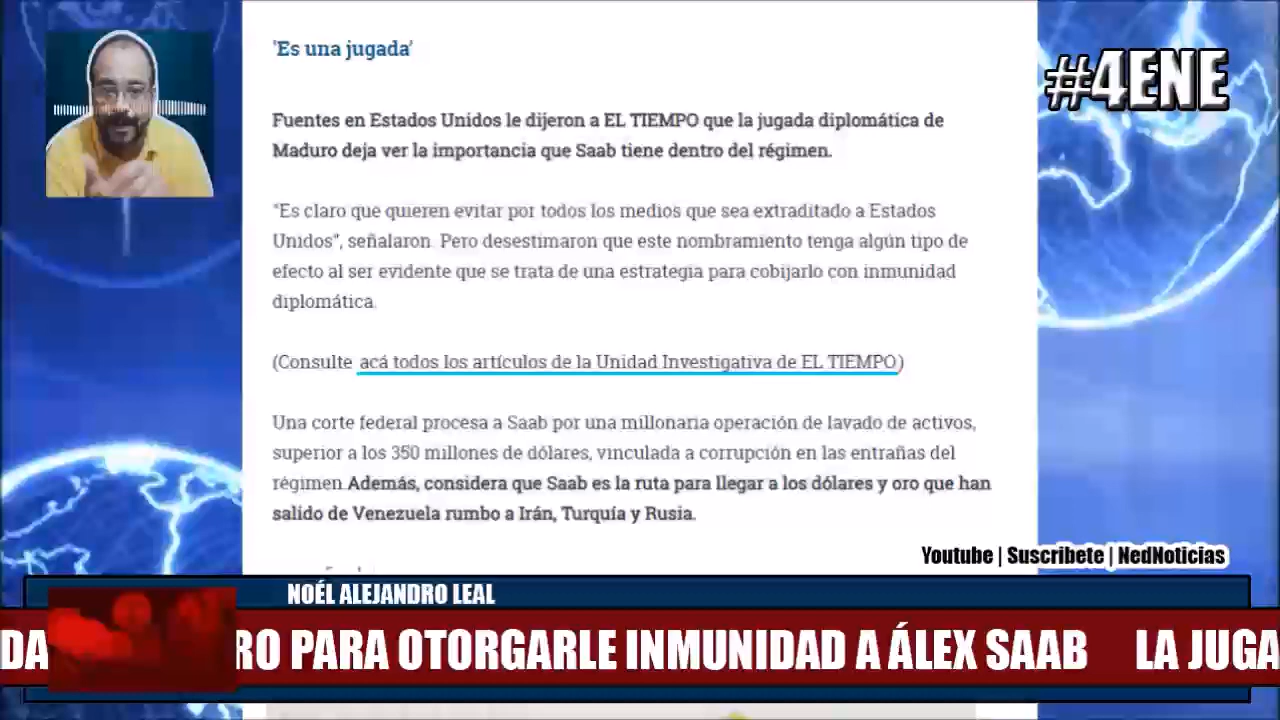 'Es una jugada'
#4ENE
Fuentes en Estados Unidos le dijeron a EL TIEMPO que la jugada diplomática de
Maduro deja ver la importancia que Saab tiene dentro del régimen.
"Es claro que quieren evitar por todos los medios que sea extraditado a Estados
Unidos", señalaron. Pero desestimaron que este nombramiento tenga algún tipo de
efecto al ser evidente que se trata de una estrategia para cobijarlo con inmunidad
diplomática.
(Consulte acá todos los artículos de la Unidad Investigativa de EL TIEMPO)
Una corte federal procesa a Saab por una millonaria operación de lavado de activos,
superior a los 350 millones de dólares, vinculada a corrupción en las entrañas del
régimen.Además, considera que Saab es la ruta para llegar a los dólares y oro que han
salido de Venezuela rumbo a Irán, Turquía y Rusia.
Youtube | Suscribete | NedNoticias
NOÉL ALEJANDRO LEAL
DA RO PARA OTORGARLE INMUNIDAD A ÁLEX SAAB LA JUGA